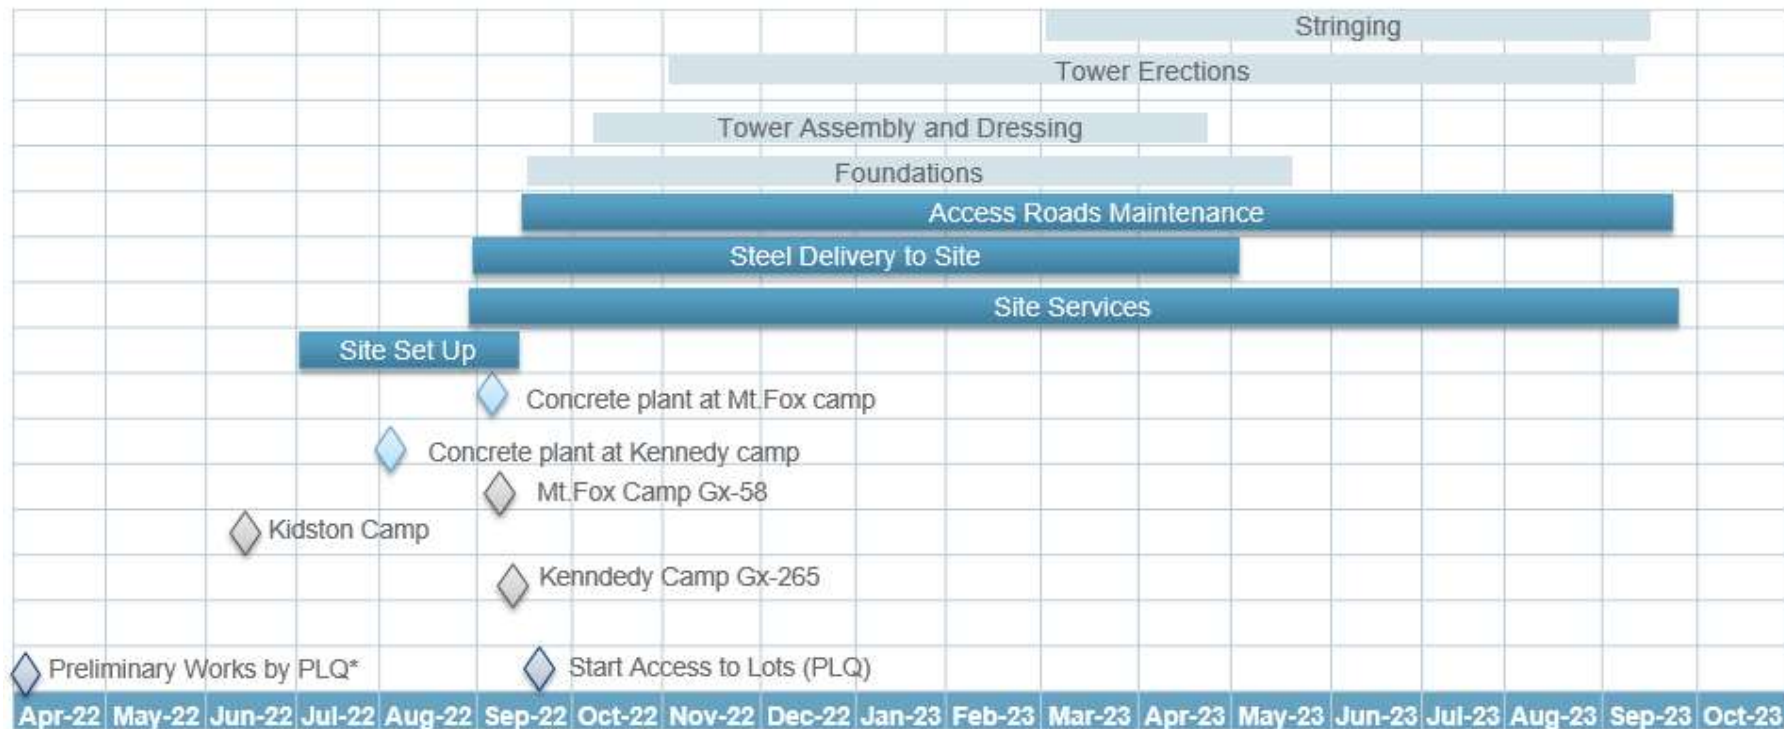 Stringing
Tower Erections
Tower Assembly and Dressing
Foundations
Access Roads Maintenance
Steel Delivery to Site
Site Services
Site Set Up
Concrete plant at Mt.Fox camp
Concrete plant at Kennedy camp
Mt.Fox Camp Gx-58
Kidston Camp
Kenndedy Camp Gx-265
Preliminary Works by PLQ* Start Access to Lots (PLQ)
Apr-22 May-22 Jun-22 Jul-22 Aug-22 Sep-22 Oct-22 Nov-22 Dec-22 Jan-23 Feb-23 Mar-23 Apr-23 May-23 Jun-23 Jul-23 Aug-23 Sep-23 Oct-23